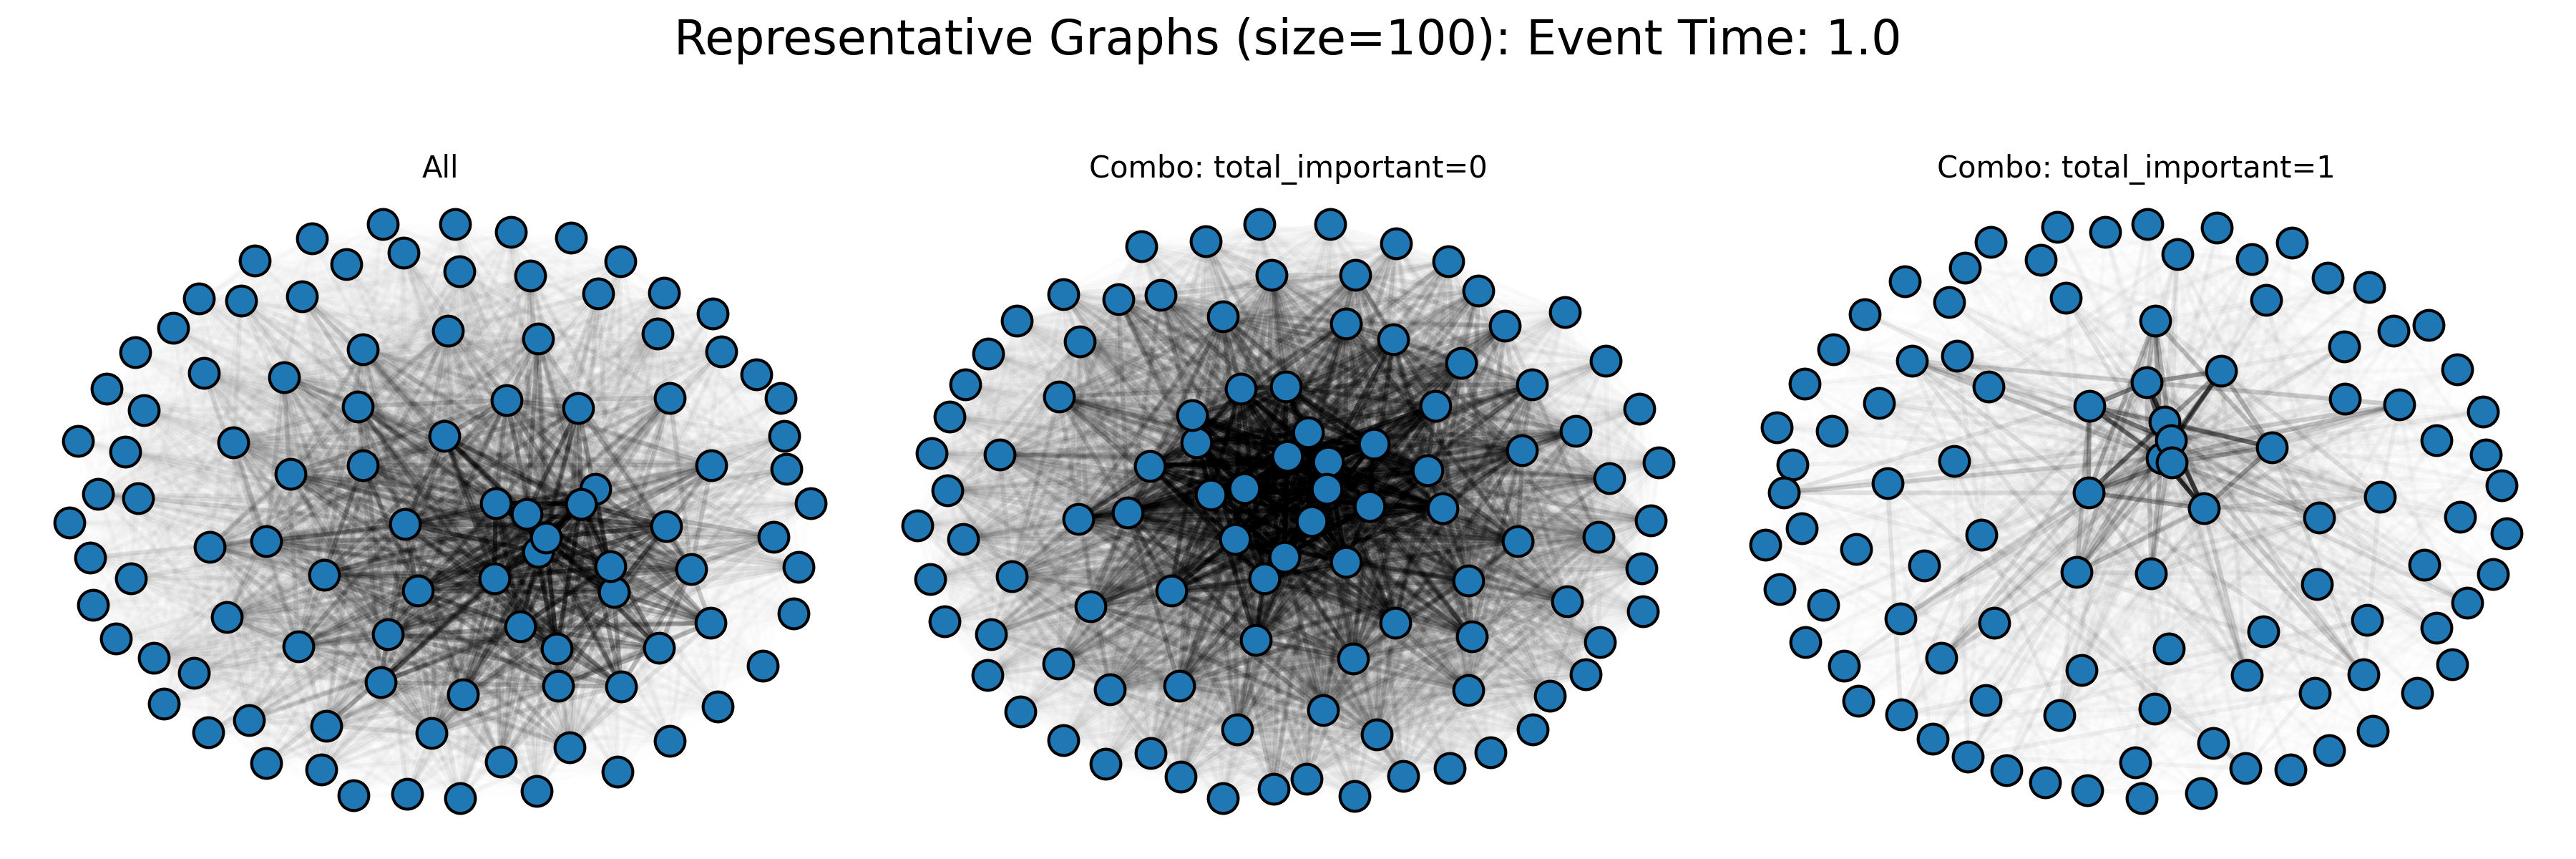 Representative Graphs (size=100): Event Time: 1.0
All
Combo: total_important=0
Combo: total_important=1